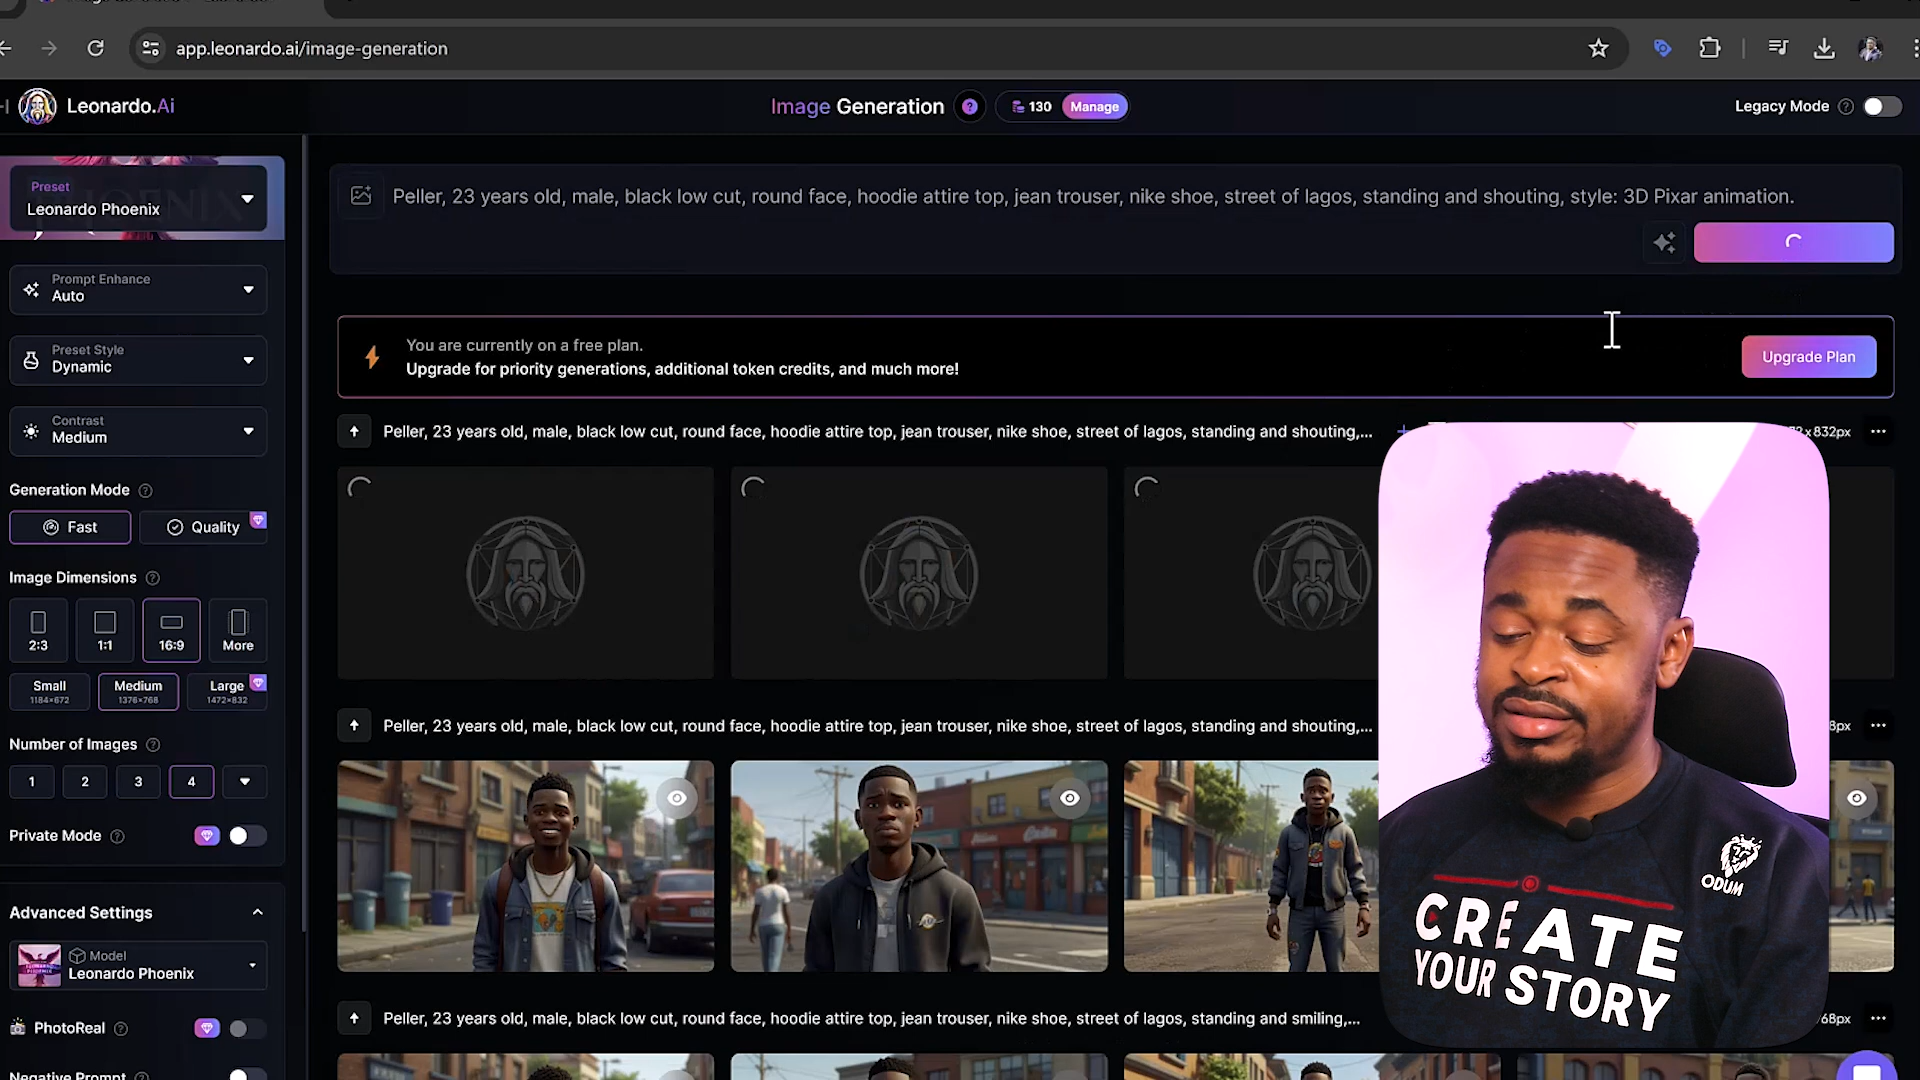 app.leonardo.ai/image-generation
Leonardo.Ai
Image Generation
?
130
Manage
Legacy Mode
Preset
Leonardo Phoenix
Peller, 23 years old, male, black low cut, round face, hoodie attire top, jean trouser, nike shoe, street of lagos, standing and shouting, style: 3D Pixar animation.
Prompt Enhance
Auto
Preset Style
Dynamic
You are currently on a free plan.
Upgrade for priority generations, additional token credits, and much more!
Upgrade Plan
Contrast
Medium
Peller, 23 years old, male, black low cut, round face, hoodie attire top, jean trouser, nike shoe, street of lagos, standing and shouting,...
x832px
Generation Mode
Fast
Quality
Image Dimensions
2:3
1:1
16:9
More
Small
1184×672
Medium
1376×768
Large
1472×832
Peller, 23 years old, male, black low cut, round face, hoodie attire top, jean trouser, nike shoe, street of lagos, standing and shouting,...
8px
Number of Images
1
2
3
4
Private Mode
Advanced Settings
Model
Leonardo Phoenix
PhotoReal
Negative Prompt
Peller, 23 years old, male, black low cut, round face, hoodie attire top, jean trouser, nike shoe, street of lagos, standing and smiling,...
68px
ODUM
CREATE
YOUR STORY